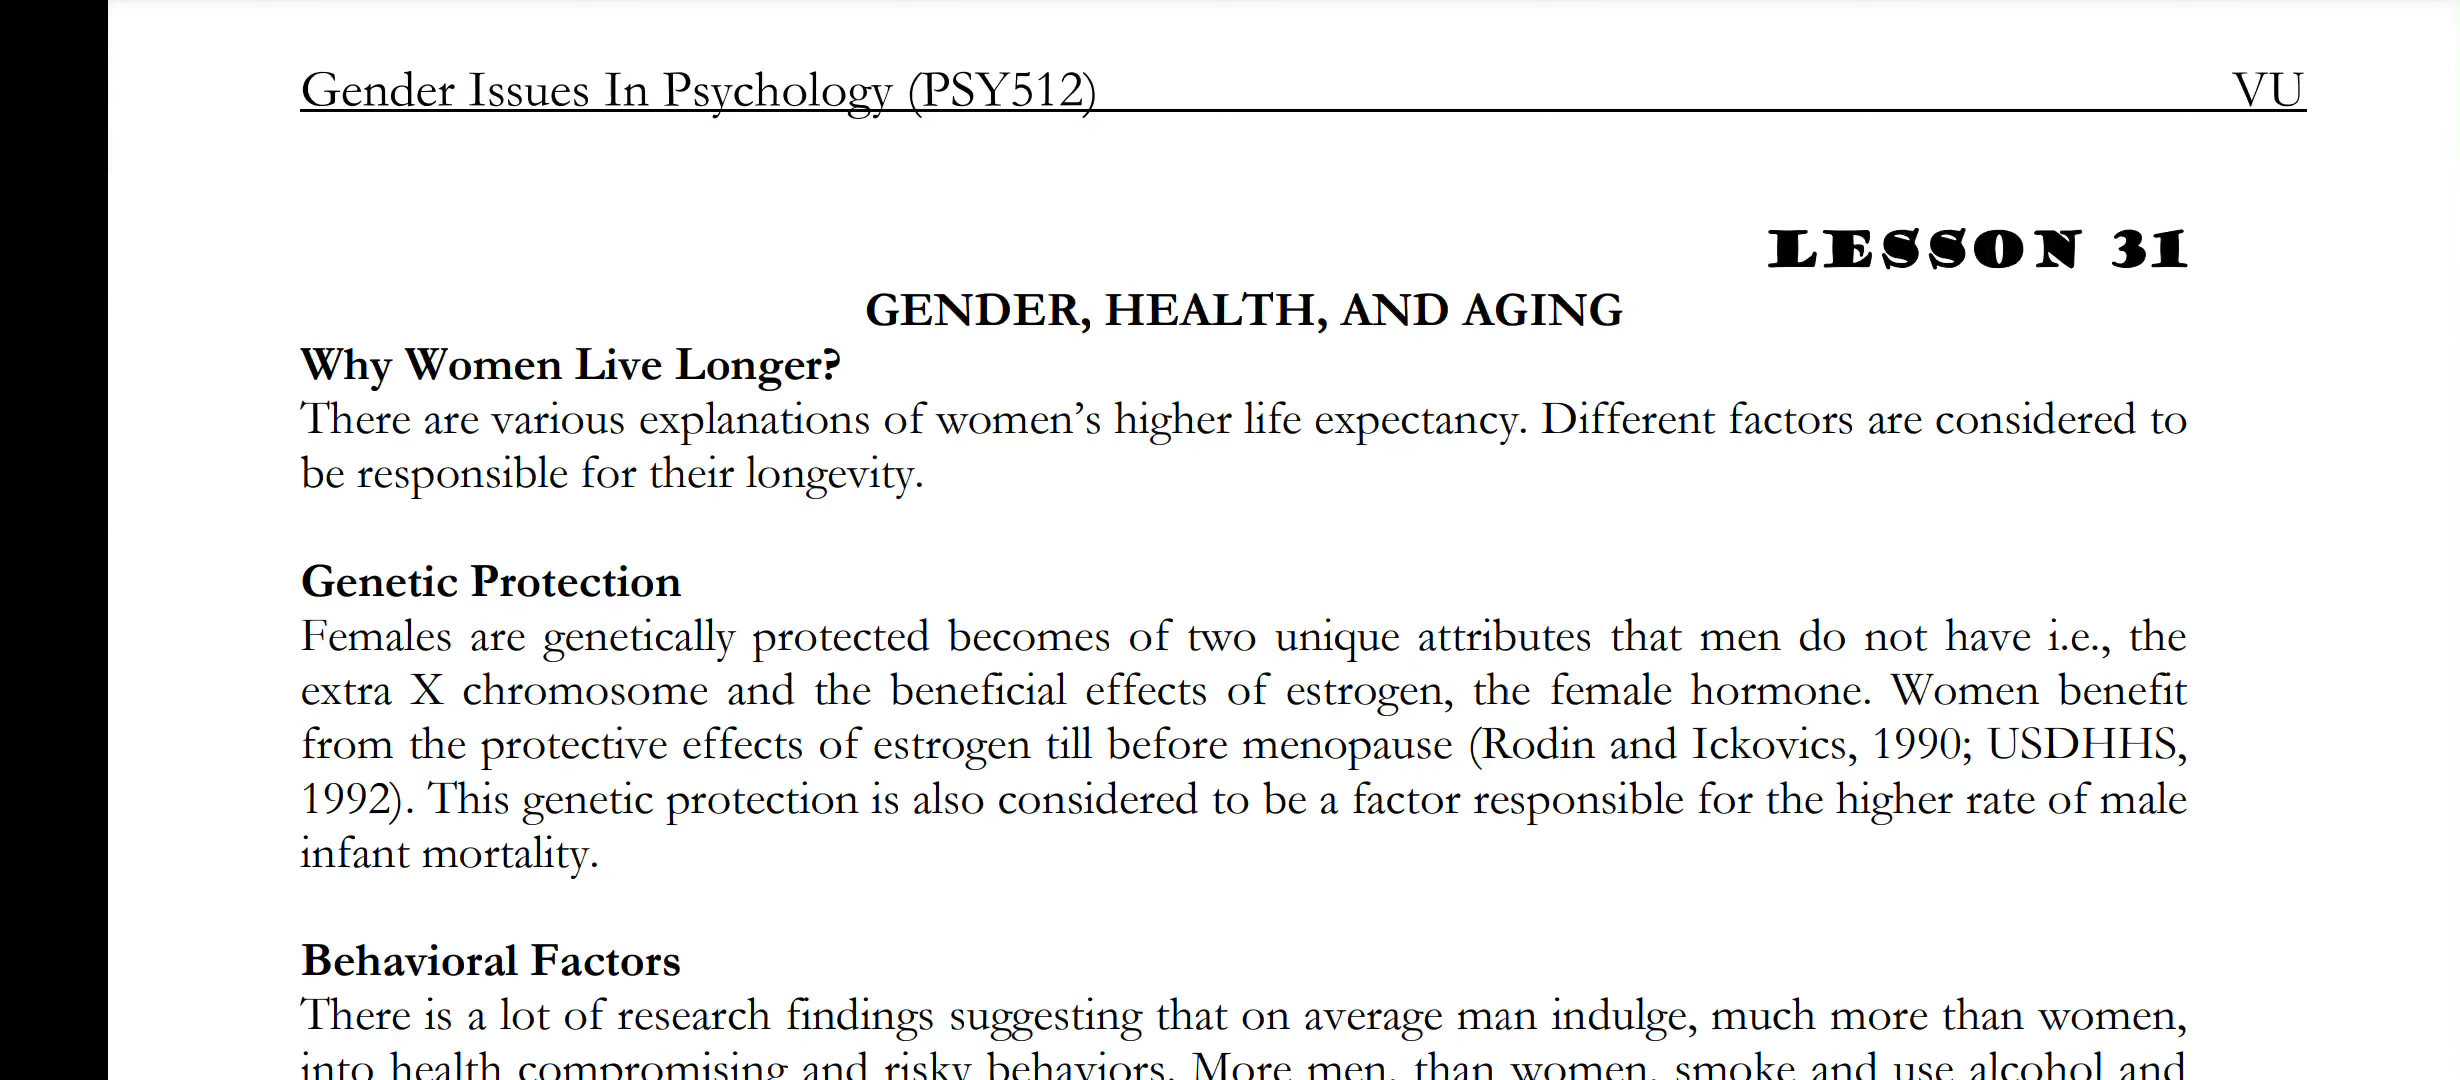 Gender Issues In Psychology (PSY512) VU
LESSON 31
GENDER, HEALTH, AND AGING
Why Women Live Longer?
There are various explanations of women’s higher life expectancy. Different factors are considered to
be responsible for their longevity.
Genetic Protection
Females are genetically protected becomes of two unique attributes that men do not have i.e., the
extra X chromosome and the beneficial effects of estrogen, the female hormone. Women benefit
from the protective effects of estrogen till before menopause (Rodin and Ickovics, 1990; USDHHS,
1992). This genetic protection is also considered to be a factor responsible for the higher rate of male
infant mortality.
Behavioral Factors
There is a lot of research findings suggesting that on average man indulge, much more than women,
into health compromising and risky behaviors. More men, than women, smoke and use alcohol and